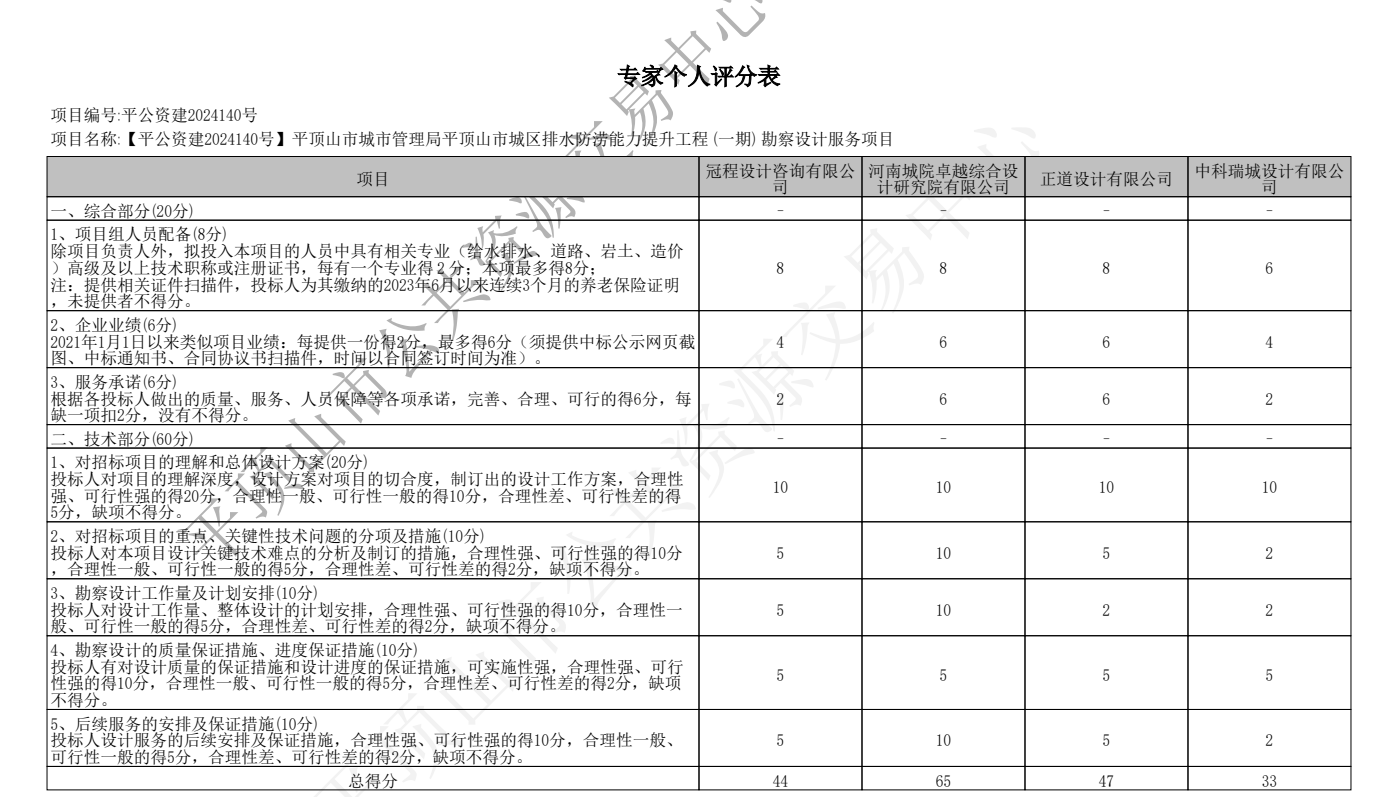 专家个人评分表
项目编号:平公资建2024140号
项目名称:【平公资建2024140号】平顶山市城市管理局平顶山市城区排水防涝能力提升工程(一期)勘察设计服务项目
项目
冠程设计咨询有限公
司
河南城院卓越综合设
计研究院有限公司
正道设计有限公司
中科瑞城设计有限公
司
一、综合部分(20分)
- - - -
1、项目组人员配备(8分)
除项目负责人外，拟投入本项目的人员中具有相关专业（给水排水、道路、岩土、造价
）高级及以上技术职称或注册证书，每有一个专业得2分；本项最多得8分；
注：提供相关证件扫描件，投标人为其缴纳的2023年6月以来连续3个月的养老保险证明
，未提供者不得分。
8 8 8 6
2、企业业绩(6分)
2021年1月1日以来类似项目业绩：每提供一份得2分，最多得6分（须提供中标公示网页截
图、中标通知书、合同协议书扫描件，时间以合同签订时间为准）。
4 6 6 4
3、服务承诺(6分)
根据各投标人做出的质量、服务、人员保障等各项承诺，完善、合理、可行的得6分，每
缺一项扣2分，没有不得分。
2 6 6 2
二、技术部分(60分)
- - - -
1、对招标项目的理解和总体设计方案(20分)
投标人对项目的理解深度，设计方案对项目的切合度，制订出的设计工作方案，合理性
强、可行性强的得20分，合理性一般、可行性一般的得10分，合理性差、可行性差的得
5分，缺项不得分。
10 10 10 10
2、对招标项目的重点、关键性技术问题的分项及措施(10分)
投标人对本项目设计关键技术难点的分析及制订的措施，合理性强、可行性强的得10分
，合理性一般、可行性一般的得5分，合理性差、可行性差的得2分，缺项不得分。
5 10 5 2
3、勘察设计工作量及计划安排(10分)
投标人对设计工作量、整体设计的计划安排，合理性强、可行性强的得10分，合理性一
般、可行性一般的得5分，合理性差、可行性差的得2分，缺项不得分。
5 10 2 2
4、勘察设计的质量保证措施、进度保证措施(10分)
投标人有对设计质量的保证措施和设计进度的保证措施，可实施性强，合理性强、可行
性强的得10分，合理性一般、可行性一般的得5分，合理性差、可行性差的得2分，缺项
不得分。
5 5 5 5
5、后续服务的安排及保证措施(10分)
投标人设计服务的后续安排及保证措施，合理性强、可行性强的得10分，合理性一般、
可行性一般的得5分，合理性差、可行性差的得2分，缺项不得分。
5 10 5 2
总得分 44 65 47 33
平顶山市公共资源交易中心
平顶山市公共资源交易中心